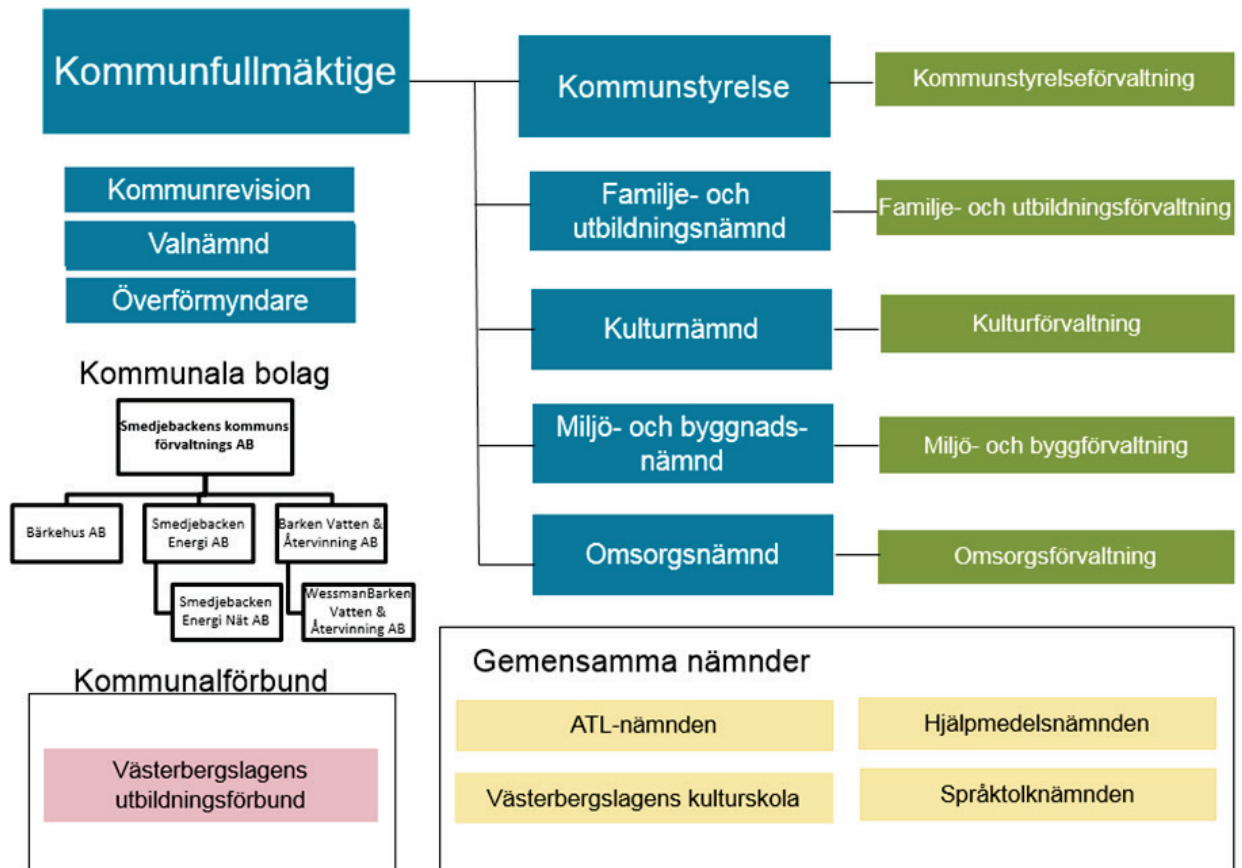 Kommunfullmäktige
Kommunrevision
Valnämnd
Överförmyndare
Kommunstyrelse
Kommunstyrelseförvaltning
Familje- och
utbildningsnämnd
Familje- och utbildningsförvaltning
Kulturnämnd
Kulturförvaltning
Miljö- och byggnads-
nämnd
Miljö- och byggförvaltning
Omsorgsnämnd
Omsorgsförvaltning
Kommunala bolag
Smedjebackens kommuns
förvaltnings AB
Bärkehus AB
Smedjebacken
Energi AB
Barken Vatten &
Återvinning AB
Smedjebacken
Energi Nät AB
WessmanBarken
Vatten &
Återvinning AB
Kommunalförbund
Västerbergslagens
utbildningsförbund
Gemensamma nämnder
ATL-nämnden
Hjälpmedelsnämnden
Västerbergslagens kulturskola
Språktolknämnden